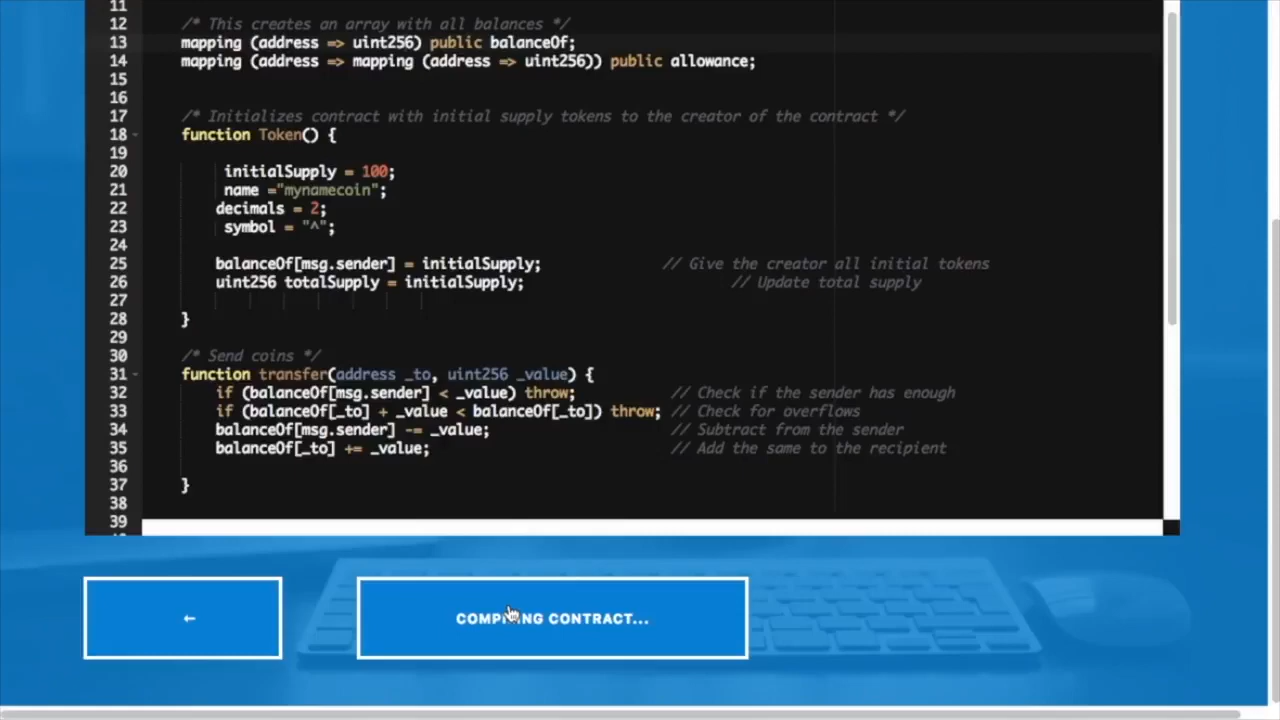 11
12 /* This creates an array with all balances */
13 mapping (address => uint256) public balanceOf;
14 mapping (address => mapping (address => uint256)) public allowance;
15
16
17 /* Initializes contract with initial supply tokens to the creator of the contract */
18 function Token() {
19
20 initialSupply = 100;
21 name ="mynamecoin";
22 decimals = 2;
23 symbol = "^";
24
25 balanceOf[msg.sender] = initialSupply; // Give the creator all initial tokens
26 uint256 totalSupply = initialSupply; // Update total supply
27
28 }
29
30 /* Send coins */
31 function transfer(address _to, uint256 _value) {
32 if (balanceOf[msg.sender] < _value) throw; // Check if the sender has enough
33 if (balanceOf[_to] + _value < balanceOf[_to]) throw; // Check for overflows
34 balanceOf[msg.sender] -= _value; // Subtract from the sender
35 balanceOf[_to] += _value; // Add the same to the recipient
36
37 }
38
39
← COMPILING CONTRACT...